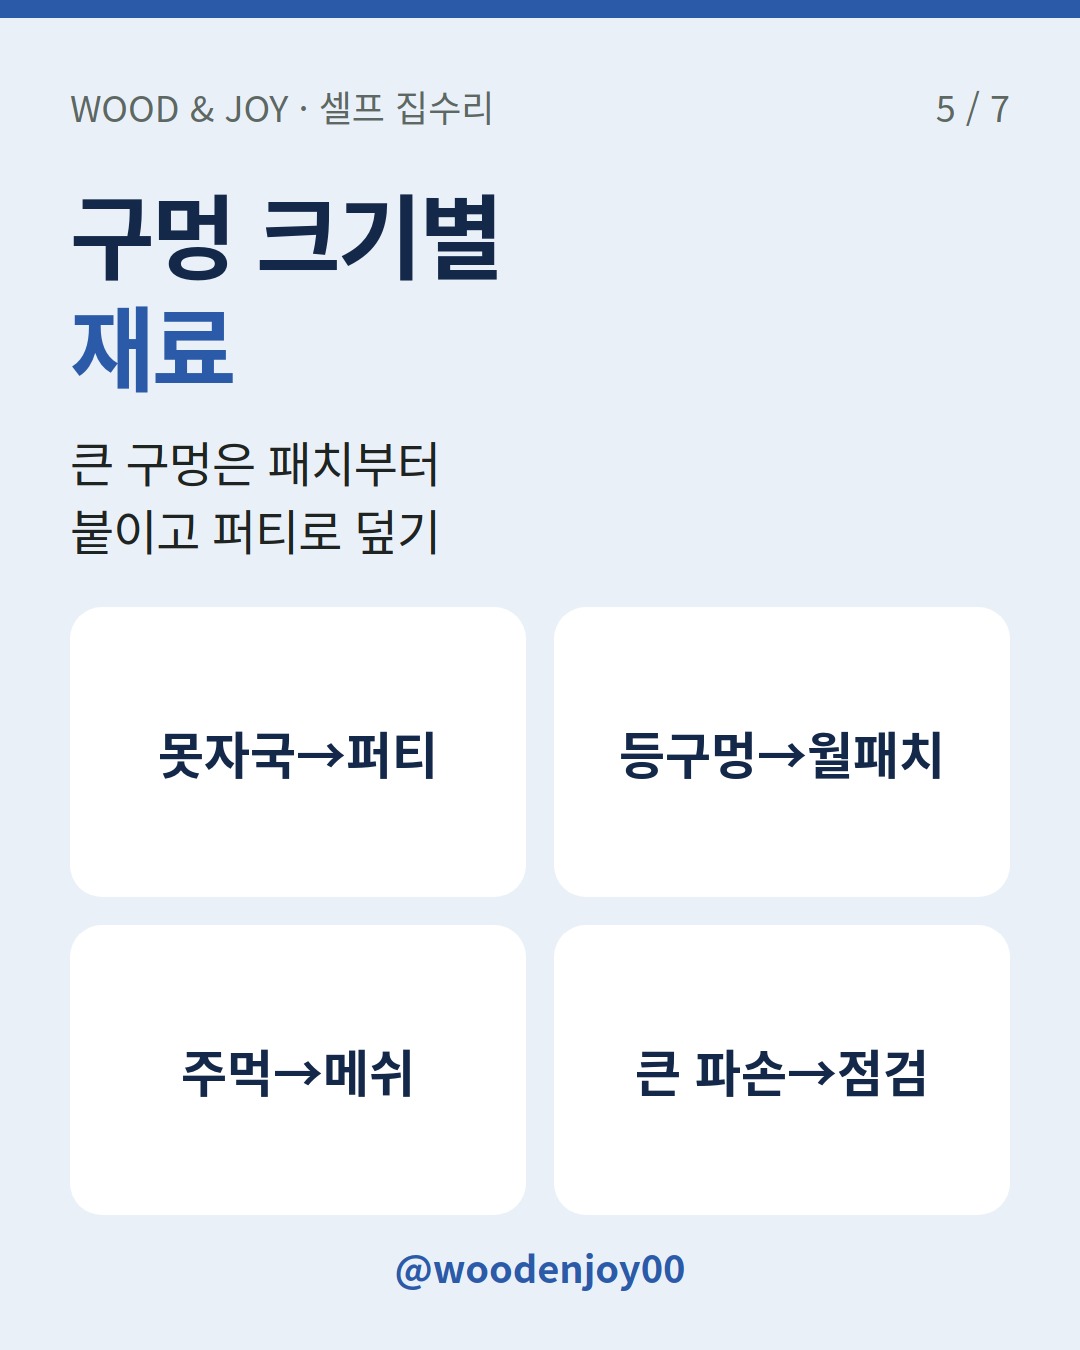 WOOD & JOY · 셀프 집수리
5 / 7
구멍 크기별
재료
큰 구멍은 패치부터
붙이고 퍼티로 덮기
못자국→퍼티
등구멍→월패치
주먹→메쉬
큰 파손→점검
@woodenjoy00